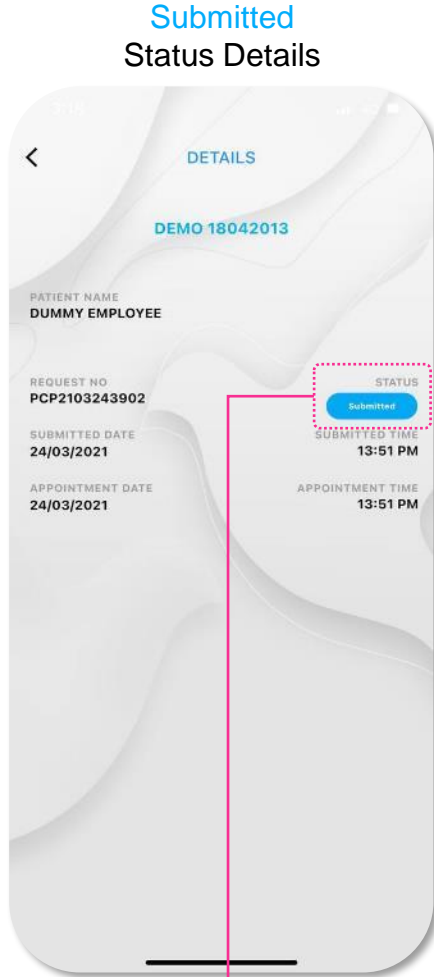 Submitted
Status Details
DETAILS
DEMO 18042013
PATIENT NAME
DUMMY EMPLOYEE
REQUEST NO STATUS
PCP2103243902 Submitted
SUBMITTED DATE SUBMITTED TIME
24/03/2021 13:51 PM
APPOINTMENT DATE APPOINTMENT TIME
24/03/2021 13:51 PM